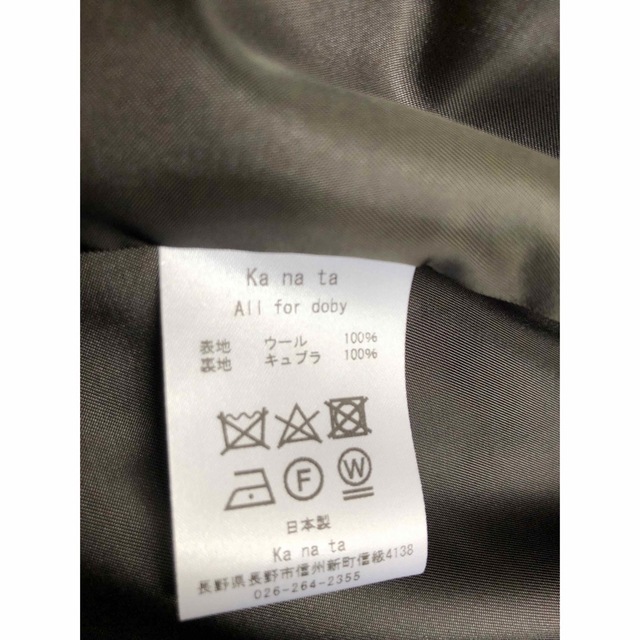 Ka na ta
All for doby
表地 ウール 100%
裏地 キュプラ 100%
F W
日本製
Ka na ta
長野県長野市信州新町信級4138
026-264-2355